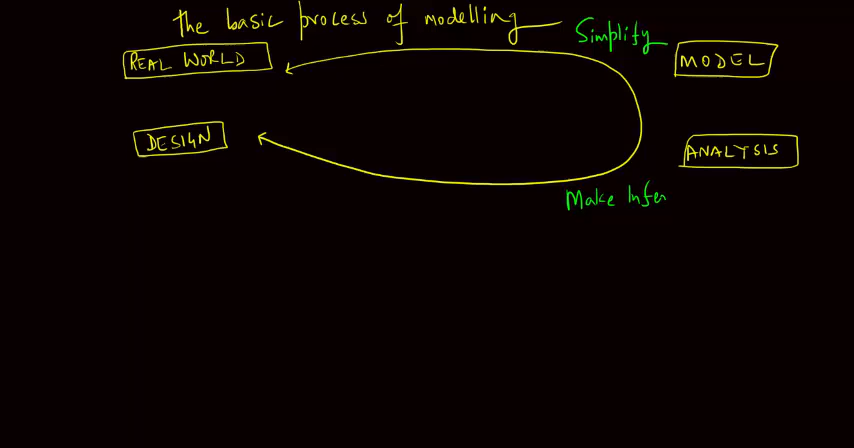 the basic process of modelling
Simplify
REAL WORLD
MODEL
DESIGN
ANALYSIS
Make Infer